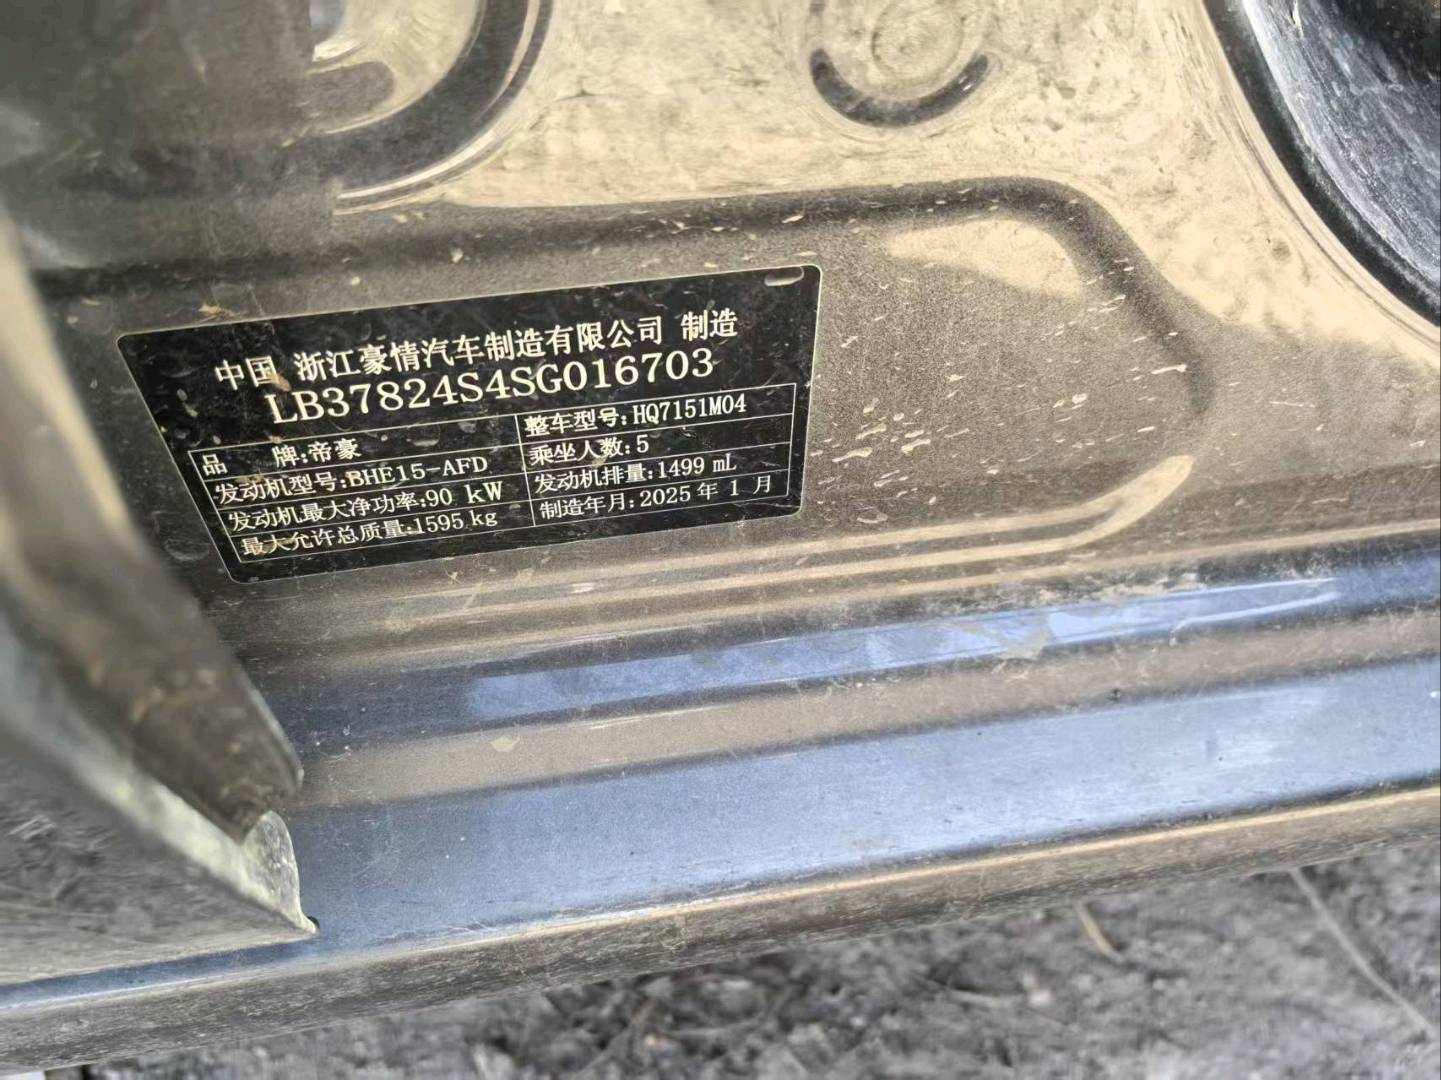 中国 浙江豪情汽车制造有限公司 制造
LB37824S4SG016703
品 牌:帝豪 整车型号:HQ7151M04
发动机型号:BHE15-AFD 乘坐人数:5
发动机最大净功率:90 kW 发动机排量:1499 mL
最大允许总质量:1595 kg 制造年月:2025 年 1 月